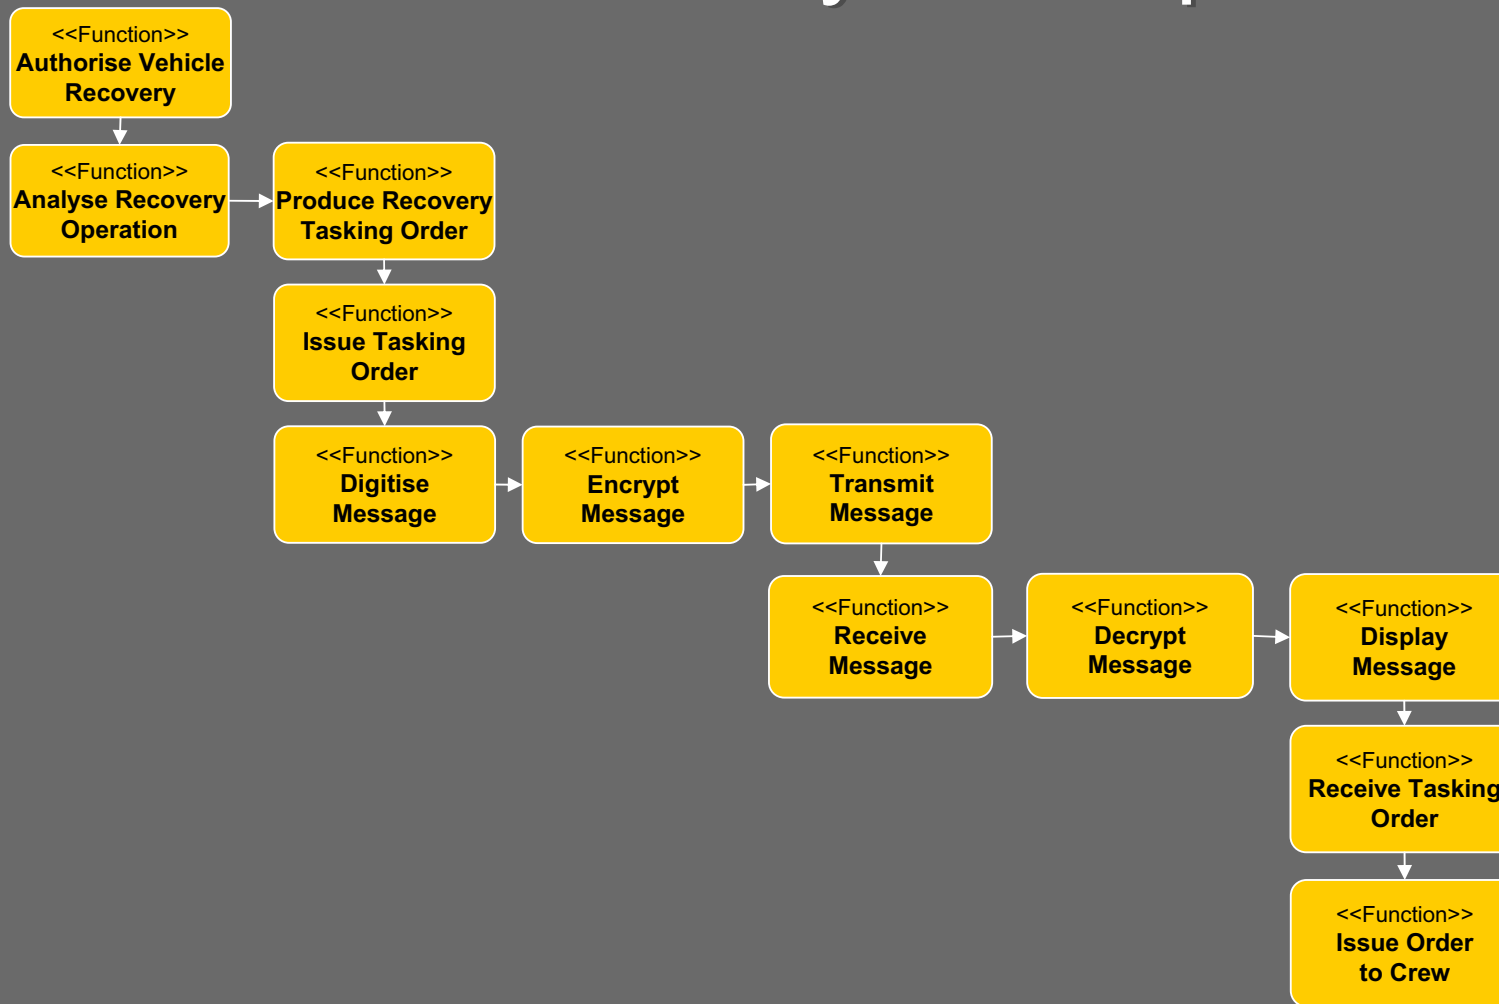 <<Function>>
Authorise Vehicle
Recovery
<<Function>>
Analyse Recovery
Operation
<<Function>>
Produce Recovery
Tasking Order
<<Function>>
Issue Tasking
Order
<<Function>>
Digitise
Message
<<Function>>
Encrypt
Message
<<Function>>
Transmit
Message
<<Function>>
Receive
Message
<<Function>>
Decrypt
Message
<<Function>>
Display
Message
<<Function>>
Receive Tasking
Order
<<Function>>
Issue Order
to Crew